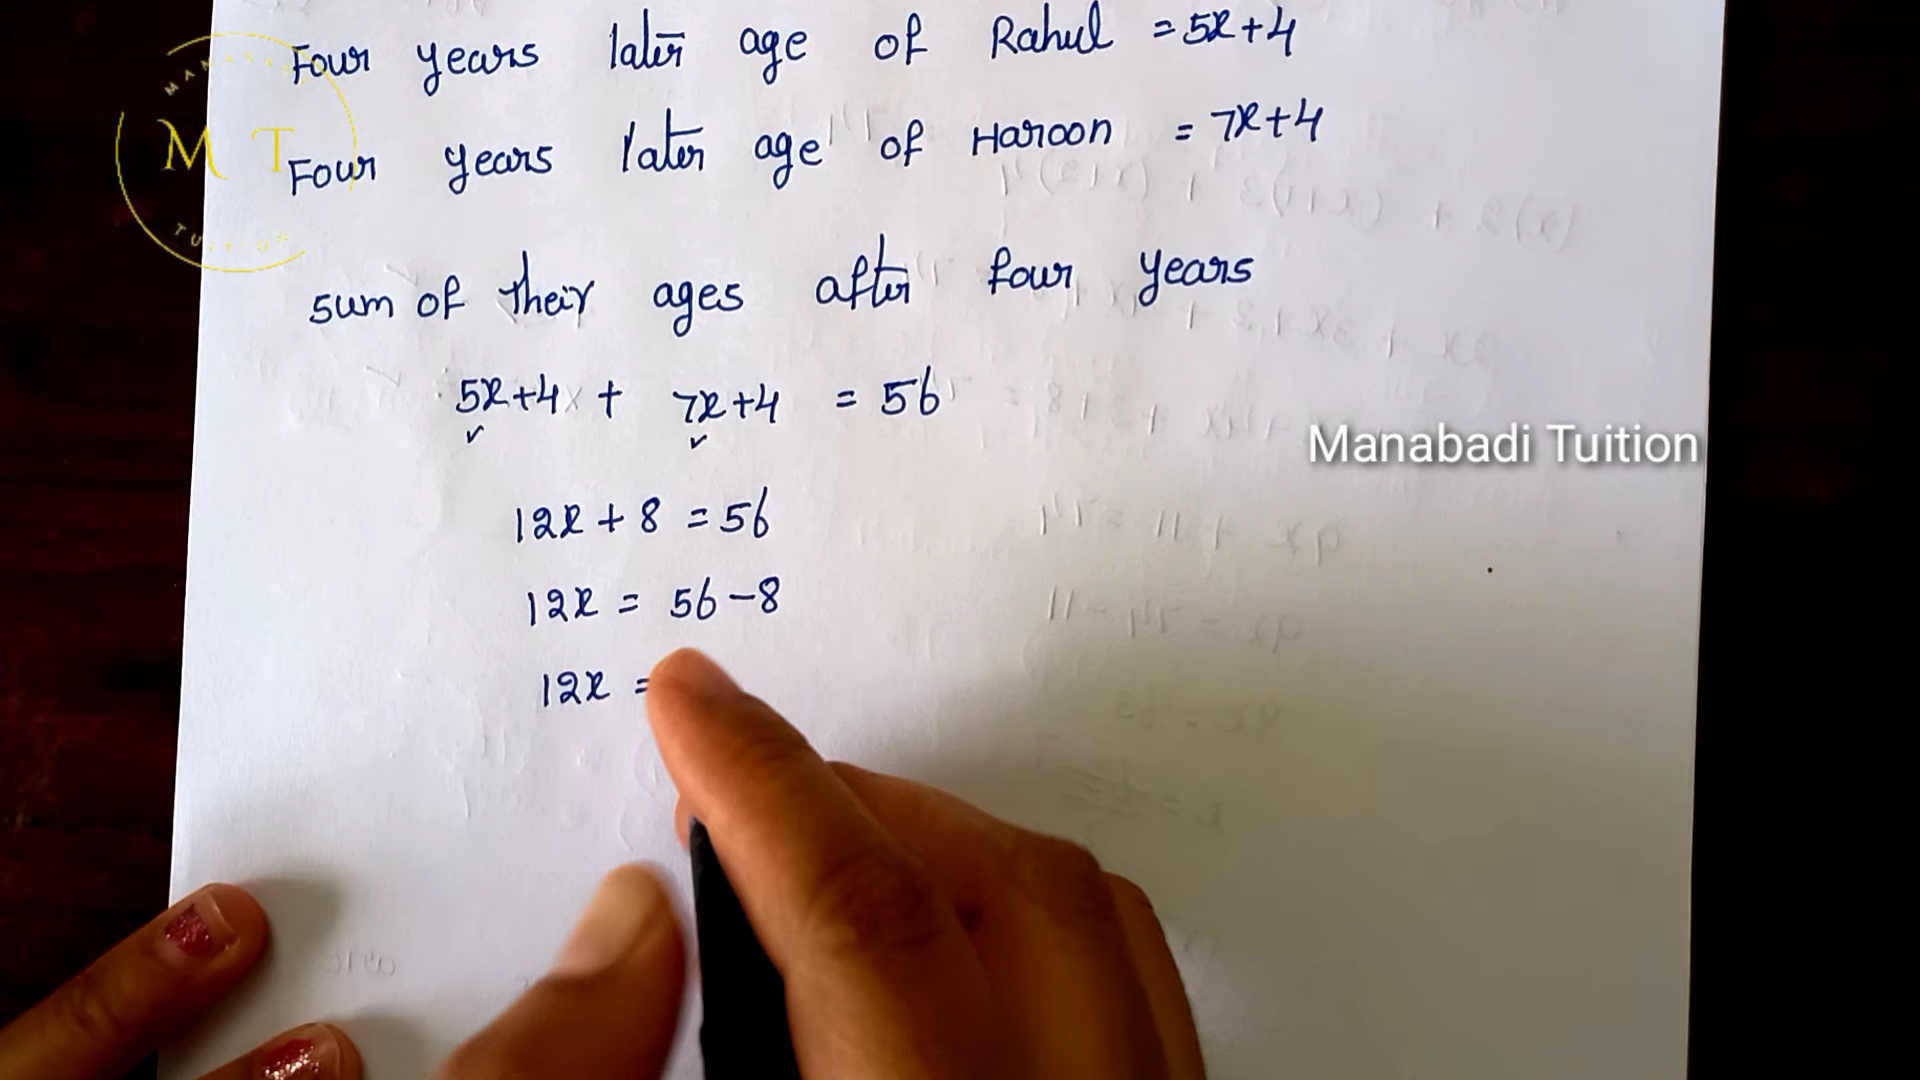 Four years later age of Rahul = 5x+4
Four years later age of Haroon = 7x+4
sum of their ages after four years
5x+4 + 7x+4 = 56
12x + 8 = 56
12x = 56-8
12x =
M T
Manabadi Tuition